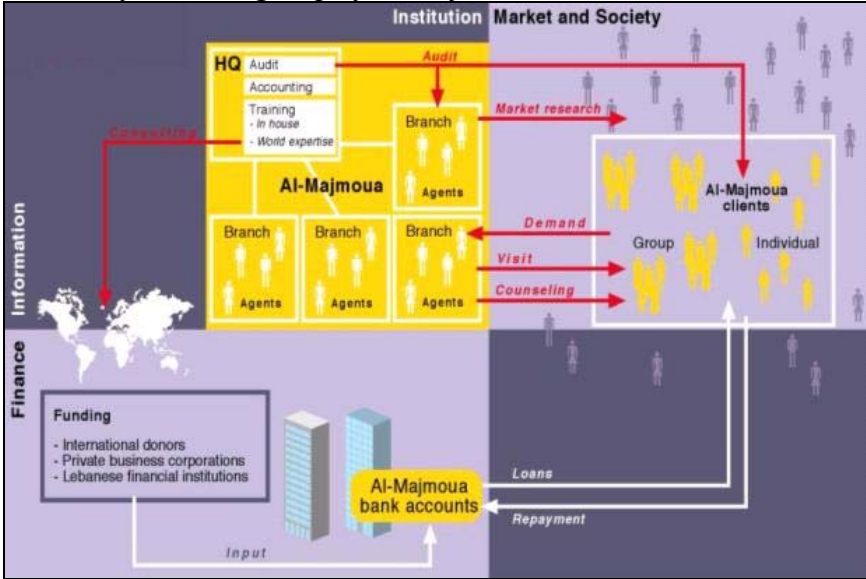 Institution
Market and Society
HQ
Audit
Accounting
Training
- In house
- World expertise
Audit
Branch
Agents
Market research
Consulting
Al-Majmoua
Al-Majmoua
clients
Group
Individual
Demand
Visit
Counseling
Branch
Agents
Branch
Agents
Branch
Agents
Information
Finance
Funding
- International donors
- Private business corporations
- Lebanese financial institutions
Al-Majmoua
bank accounts
Loans
Repayment
Input